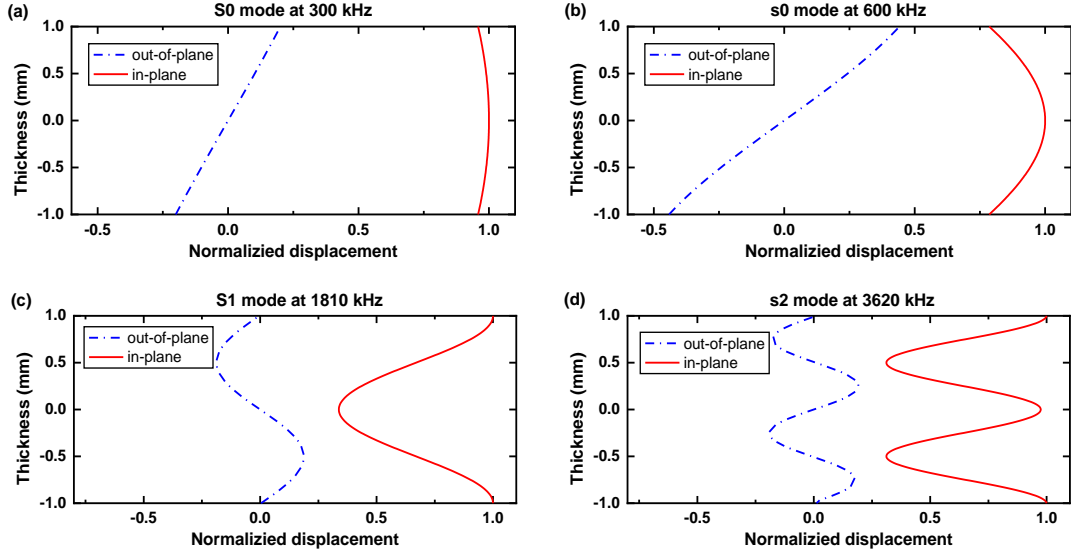 (a)
S0 mode at 300 kHz
1.0
0.5
0.0
-0.5
-1.0
Thickness (mm)
out-of-plane
in-plane
-0.5 0.0 0.5 1.0
Normalizied displacement
(b)
s0 mode at 600 kHz
1.0
0.5
0.0
-0.5
-1.0
Thickness (mm)
out-of-plane
in-plane
-0.5 0.0 0.5 1.0
Normalizied displacement
(c)
S1 mode at 1810 kHz
1.0
0.5
0.0
-0.5
-1.0
Thickness (mm)
out-of-plane
in-plane
-0.5 0.0 0.5 1.0
Normalizied displacement
(d)
s2 mode at 3620 kHz
1.0
0.5
0.0
-0.5
-1.0
Thickness (mm)
out-of-plane
in-plane
-0.5 0.0 0.5 1.0
Normalizied displacement